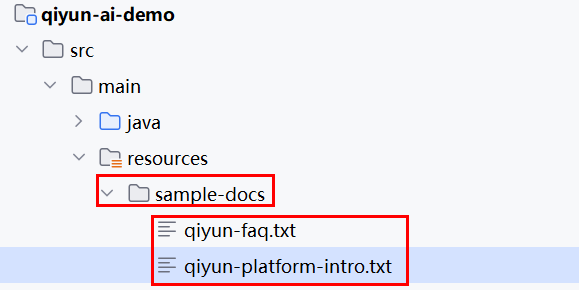 qiyun-ai-demo
src
main
java
resources
sample-docs
qiyun-faq.txt
qiyun-platform-intro.txt